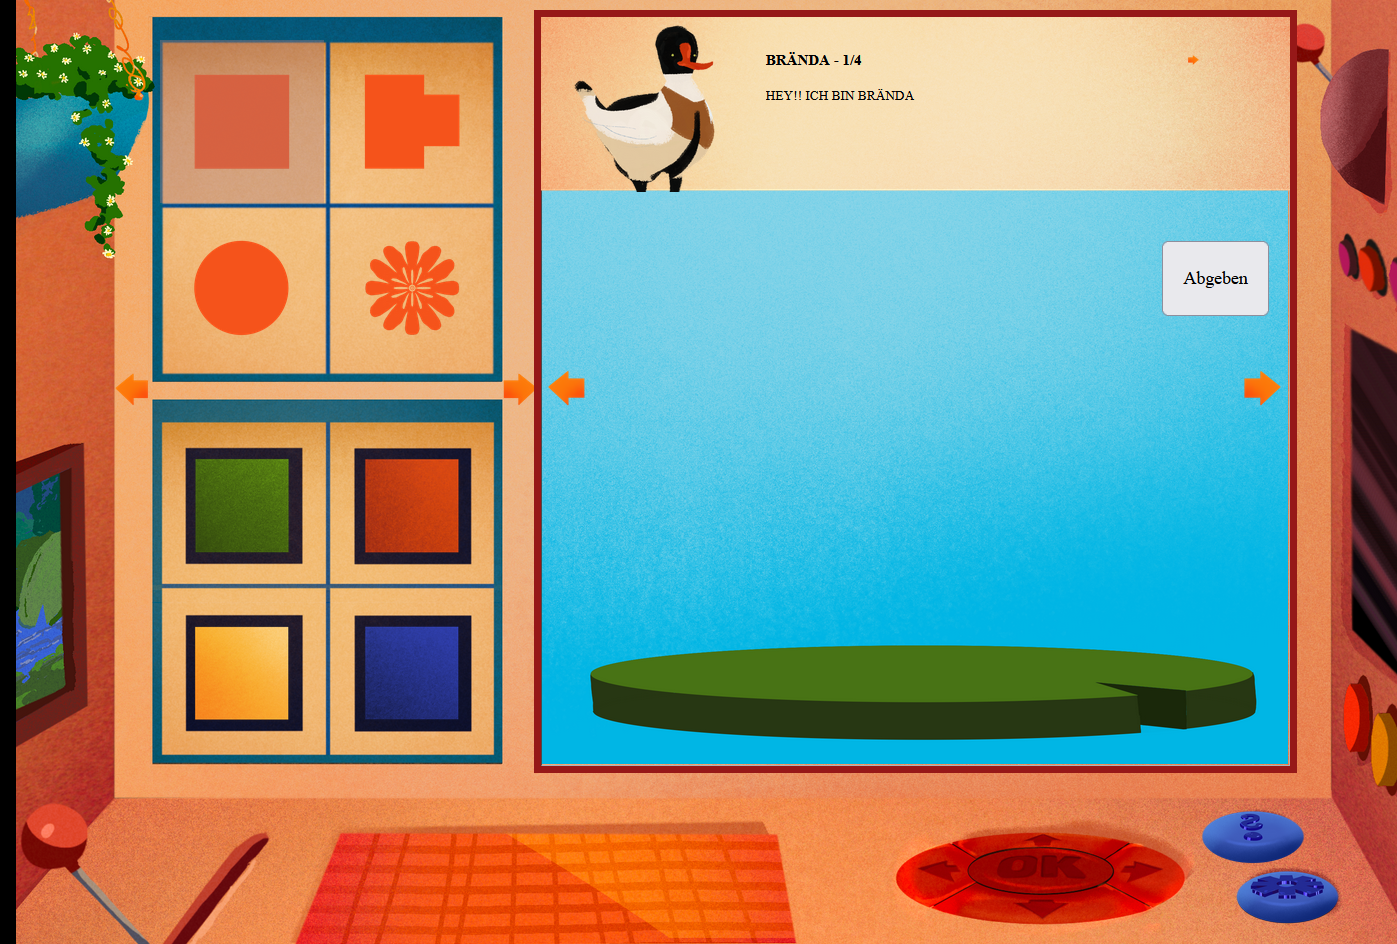 BRÄNDA - 1/4
HEY!! ICH BIN BRÄNDA
Abgeben
OK